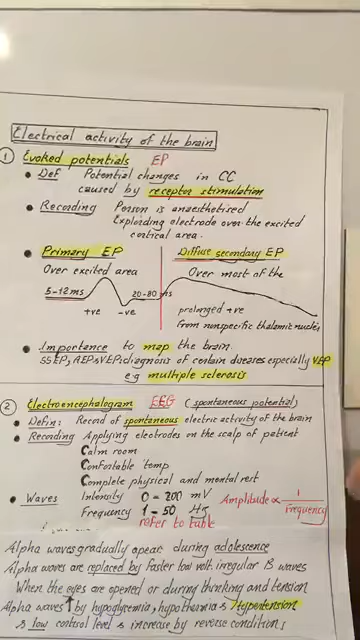 Electrical activity of the brain
① Evoked potentials EP
• Def Potential changes in CC
caused by receptor stimulation
• Recording Person is anaesthetised
Exploading electrode over the excited
cortical area.
• Primary EP Diffuse secondary EP
Over excited area Over most of the
5-12ms 20-80 ms
+ve -ve prolonged +ve
From nonspecific thalamic nucleus
• Importance to map the brain.
SSEP, AEP & VEP: diagnosis of certain diseases especially VEP
e.g multiple sclerosis
② Electroencephalogram EEG (spontaneous potential)
• Defin: Record of spontaneous electric activity of the brain
• Recording Applying electrodes on the scalp of patient
Calm room
Comfortable temp
Complete physical and mental rest
• Waves Intensity 0 - 200 mV Amplitude ∝ 1/Frequency
Frequency 1 - 50 Hz
refer to table
Alpha waves gradually apear during adolescence
Alpha waves are replaced by faster low volt. irregular B waves
When the eyes are opened or during thinking and tension
Alpha waves ↑ by hypoglycemia, hypothermia & hypertension
& low control level & increase by reverse conditions